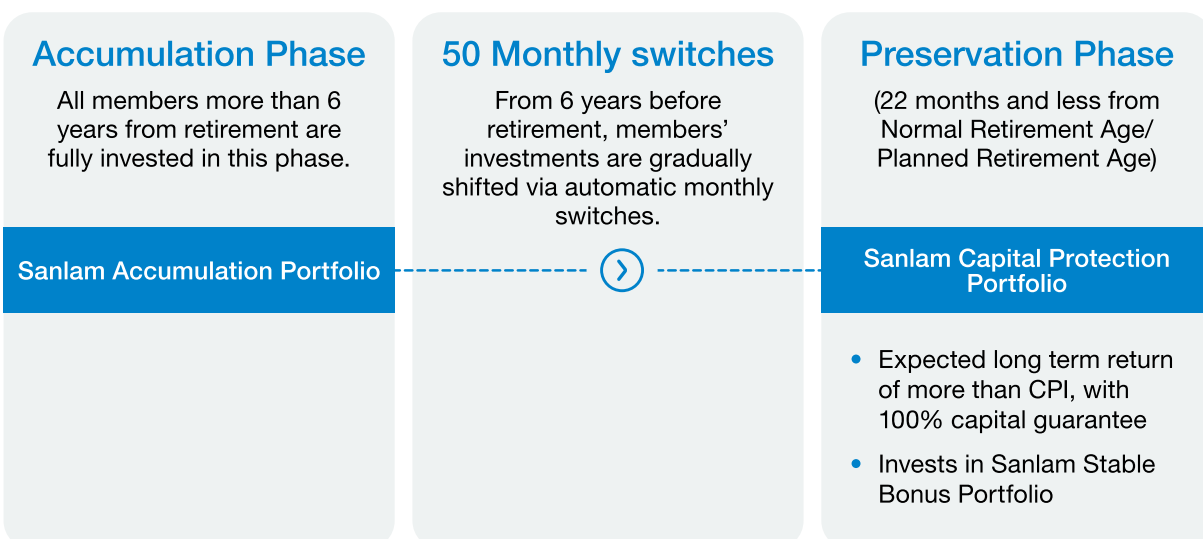 Accumulation Phase
All members more than 6
years from retirement are
fully invested in this phase.
Sanlam Accumulation Portfolio
50 Monthly switches
From 6 years before
retirement, members’
investments are gradually
shifted via automatic monthly
switches.
Preservation Phase
(22 months and less from
Normal Retirement Age/
Planned Retirement Age)
Sanlam Capital Protection
Portfolio
• Expected long term return
of more than CPI, with
100% capital guarantee
• Invests in Sanlam Stable
Bonus Portfolio